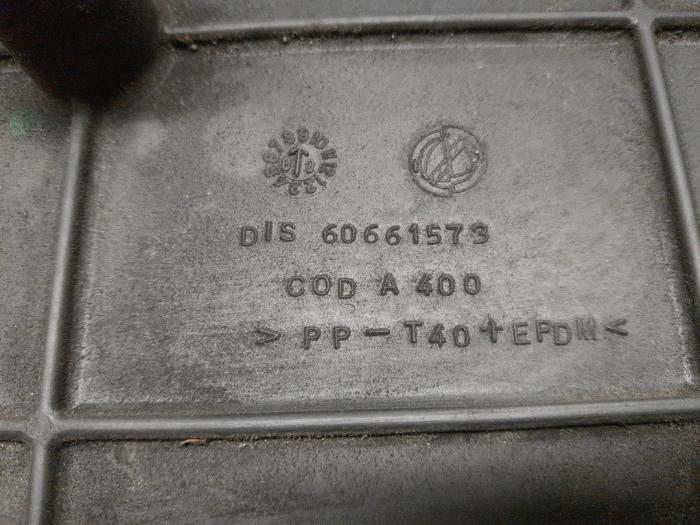 DIS 60661573
COD A 400
> PP-T40+EPDM<